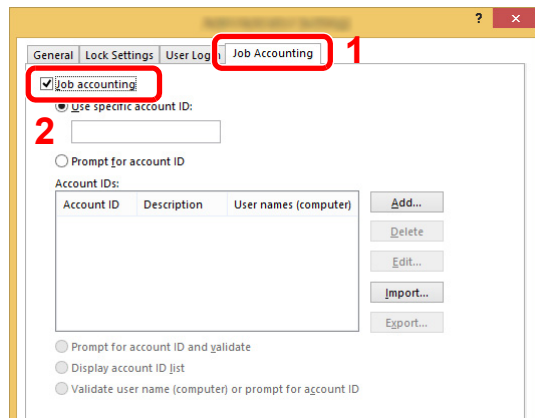 ?
General Lock Settings User Login Job Accounting 1
Job accounting
Use specific account ID:
2
Prompt for account ID
Account IDs:
Account ID Description User names (computer) Add...
Delete
Edit...
Import...
Export...
Prompt for account ID and validate
Display account ID list
Validate user name (computer) or prompt for account ID